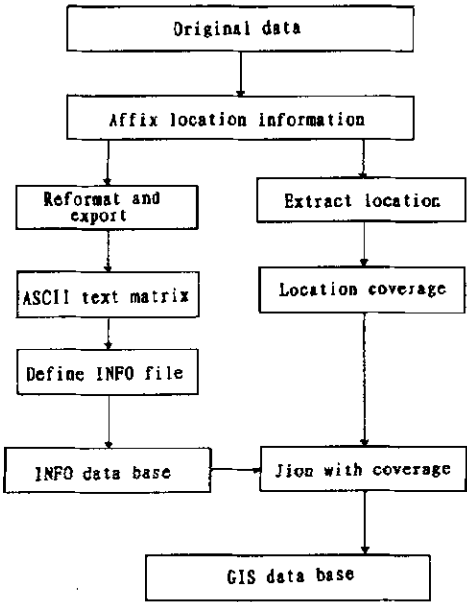 Original data
Affix location information
Reformat and
export
Extract location
ASCII text matrix
Location coverage
Define INFO file
INFO data base
Jion with coverage
GIS data base